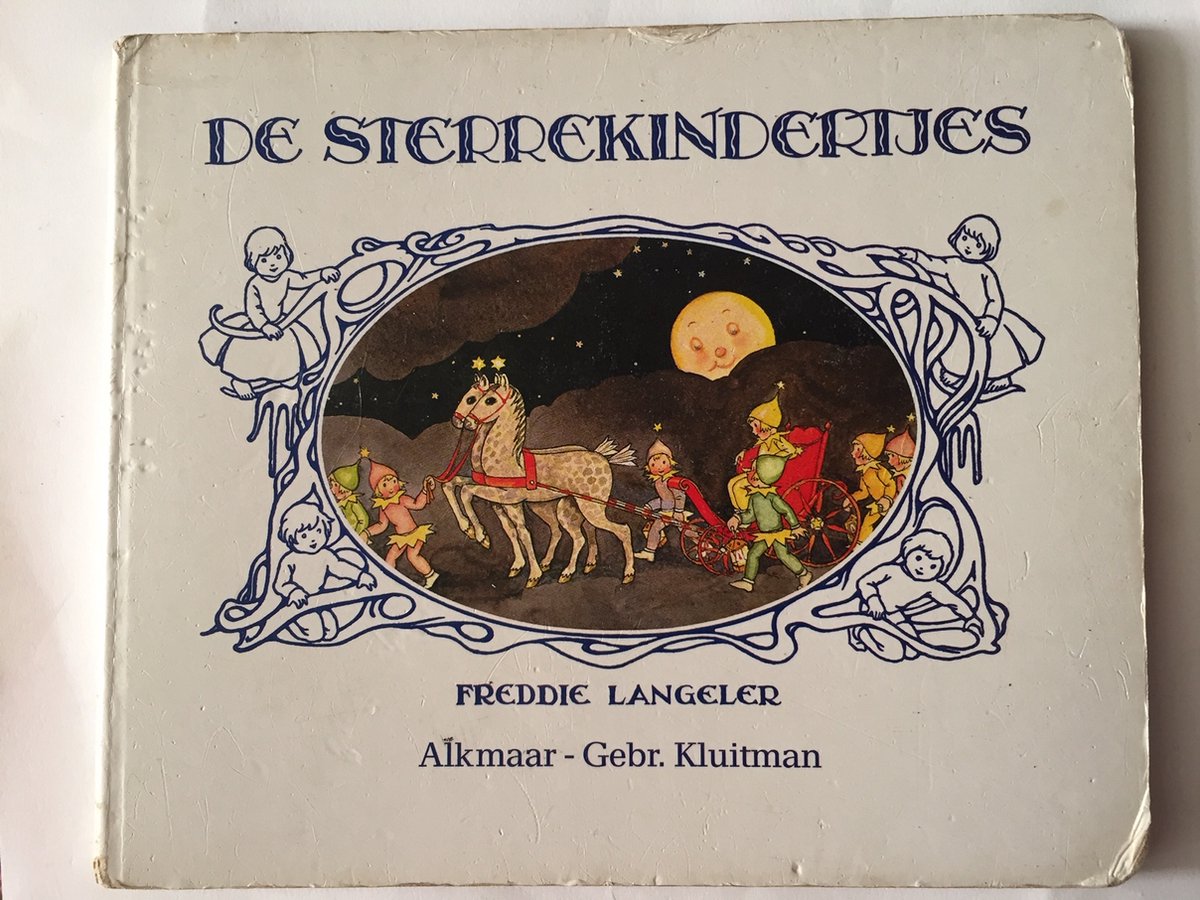 DE STERREKINDERTJES
FREDDIE LANGELER
Alkmaar - Gebr. Kluitman